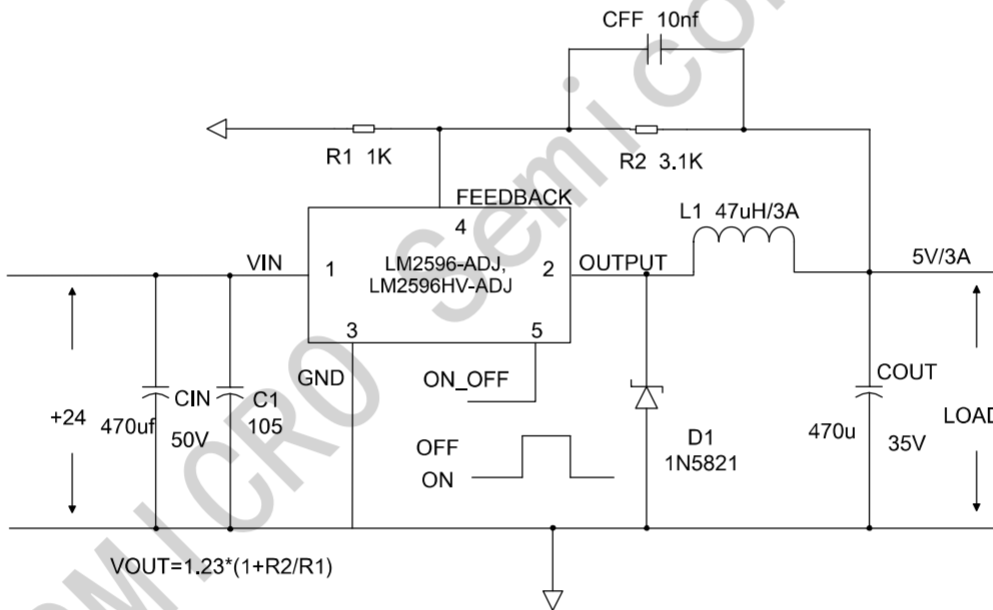 CFF 10nf
R1 1K
R2 3.1K
FEEDBACK
4
L1 47uH/3A
VIN
1
LM2596-ADJ,
LM2596HV-ADJ
2
OUTPUT
5V/3A
3
5
GND
ON_OFF
+24
470uf
CIN
50V
C1
105
OFF
ON
D1
1N5821
COUT
470u
35V
LOAD
VOUT=1.23*(1+R2/R1)
MICRO Semicon